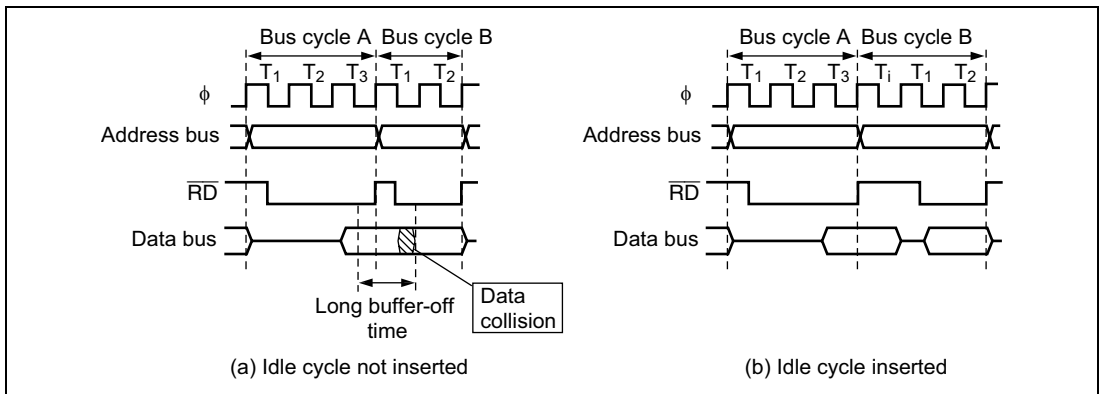 Bus cycle A Bus cycle B
T1 T2 T3 T1 T2
ϕ
Address bus
RD
Data bus
Long buffer-off
time
Data
collision
(a) Idle cycle not inserted
Bus cycle A Bus cycle B
T1 T2 T3 Ti T1 T2
ϕ
Address bus
RD
Data bus
(b) Idle cycle inserted